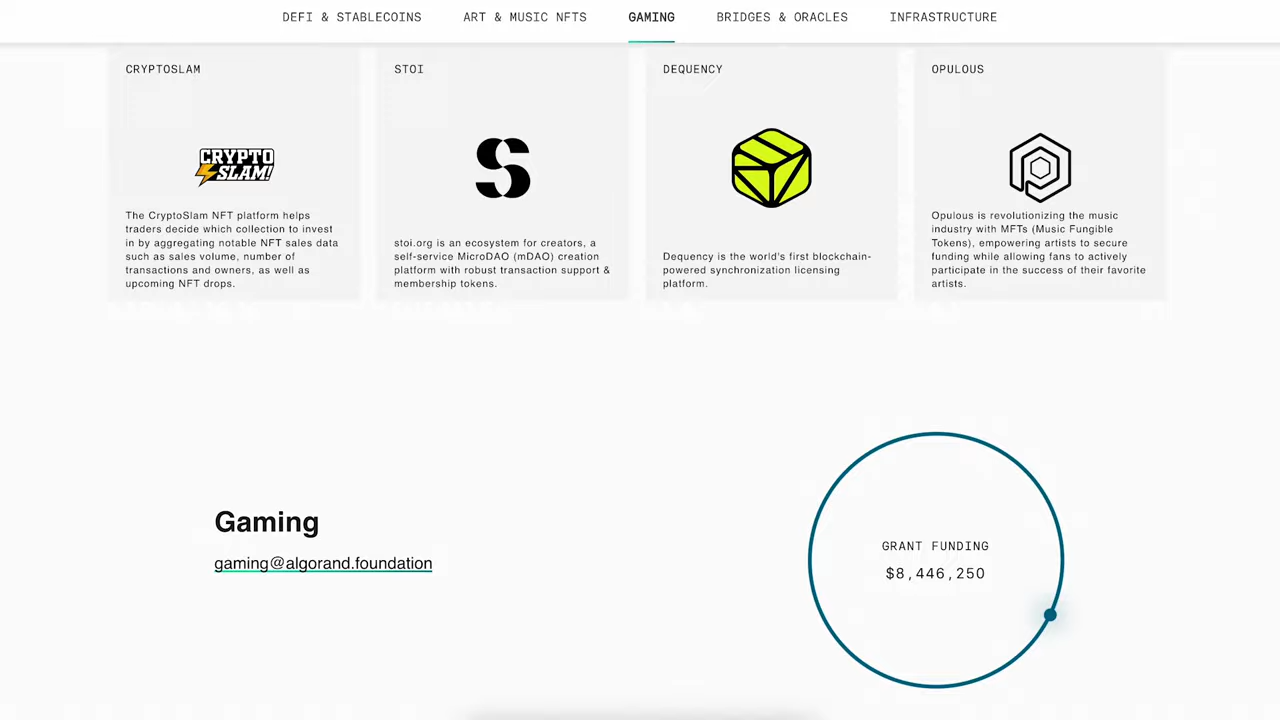 DEFI & STABLECOINS ART & MUSIC NFTS GAMING BRIDGES & ORACLES INFRASTRUCTURE
CRYPTOSLAM
CRYPTO
SLAM!
The CryptoSlam NFT platform helps
traders decide which collection to invest
in by aggregating notable NFT sales data
such as sales volume, number of
transactions and owners, as well as
upcoming NFT drops.
STOI
S
stoi.org is an ecosystem for creators, a
self-service MicroDAO (mDAO) creation
platform with robust transaction support &
membership tokens.
DEQUENCY
Dequency is the world's first blockchain-
powered synchronization licensing
platform.
OPULOUS
Opulous is revolutionizing the music
industry with MFTs (Music Fungible
Tokens), empowering artists to secure
funding while allowing fans to actively
participate in the success of their favorite
artists.
Gaming
gaming@algorand.foundation
GRANT FUNDING
$8,446,250